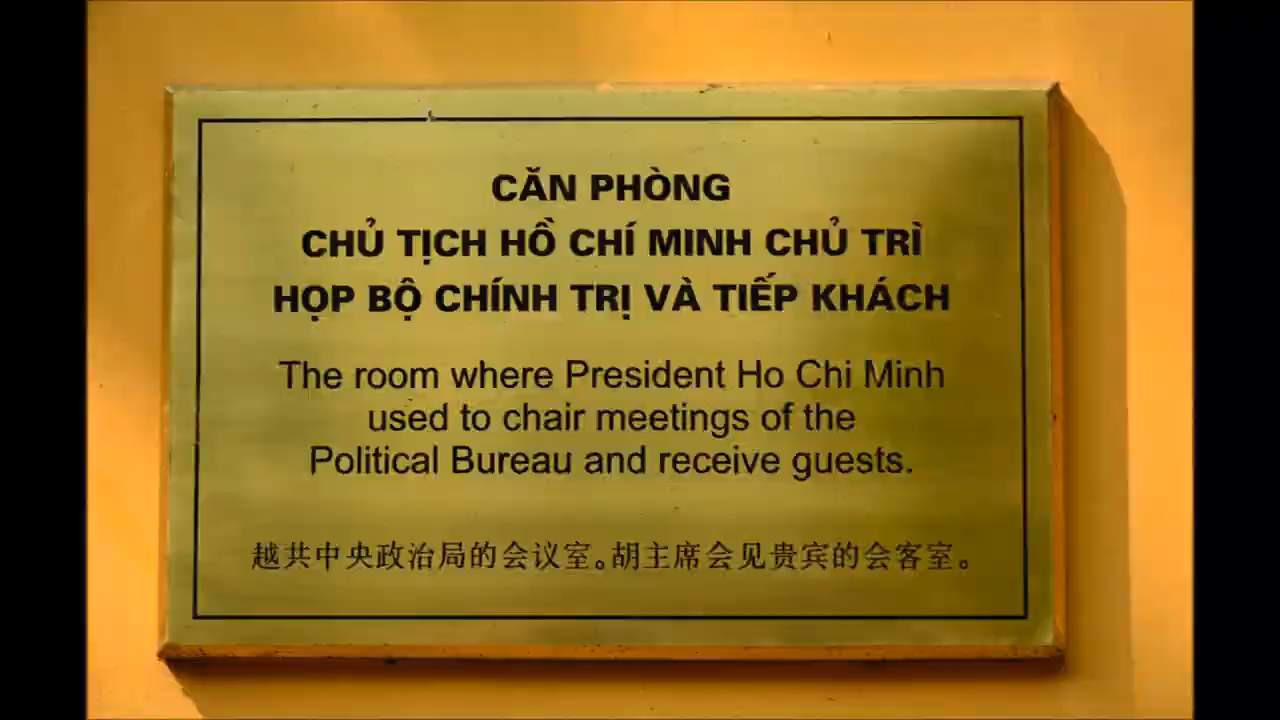 CĂN PHÒNG
CHỦ TỊCH HỒ CHÍ MINH CHỦ TRÌ
HỌP BỘ CHÍNH TRỊ VÀ TIẾP KHÁCH
The room where President Ho Chi Minh
used to chair meetings of the
Political Bureau and receive guests.
越共中央政治局的会议室。胡主席会见贵宾的会客室。